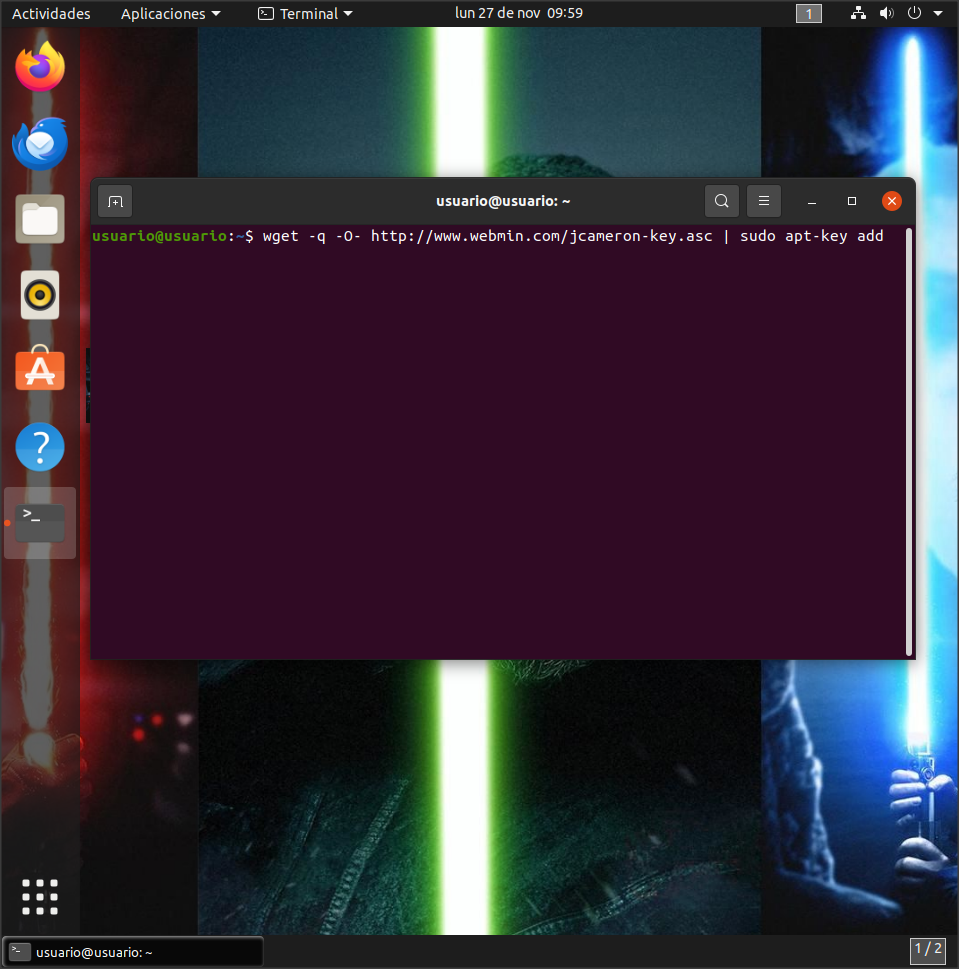 Actividades Aplicaciones Terminal lun 27 de nov 09:59 1
usuario@usuario: ~
usuario@usuario:~$ wget -q -O- http://www.webmin.com/jcameron-key.asc | sudo apt-key add
usuario@usuario: ~ 1 / 2